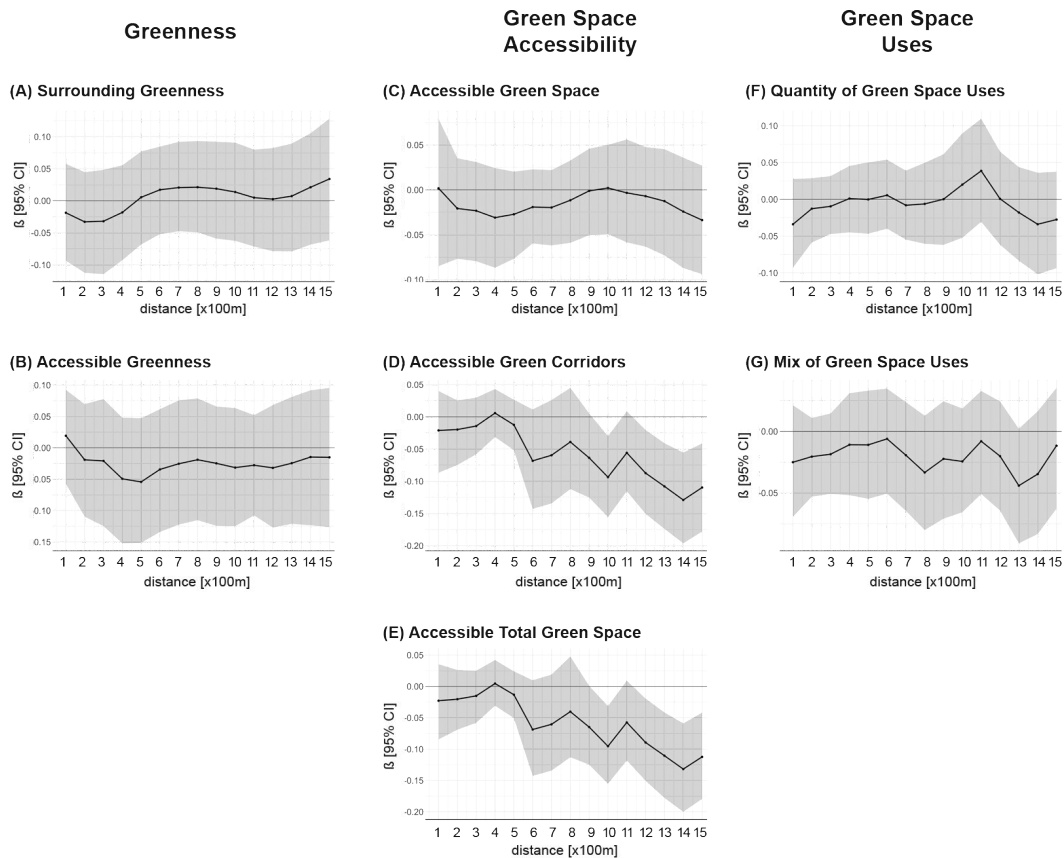 Greenness
Green Space
Accessibility
Green Space
Uses
(A) Surrounding Greenness
ß [95% CI]
0.10
0.05
0.00
-0.05
-0.10
1 2 3 4 5 6 7 8 9 10 11 12 13 14 15
distance [x100m]
(C) Accessible Green Space
ß [95% CI]
0.05
0.00
-0.05
-0.10
1 2 3 4 5 6 7 8 9 10 11 12 13 14 15
distance [x100m]
(F) Quantity of Green Space Uses
ß [95% CI]
0.10
0.05
0.00
-0.05
-0.10
1 2 3 4 5 6 7 8 9 10 11 12 13 14 15
distance [x100m]
(B) Accessible Greenness
ß [95% CI]
0.10
0.05
0.00
0.05
0.10
0.15
1 2 3 4 5 6 7 8 9 10 11 12 13 14 15
distance [x100m]
(D) Accessible Green Corridors
ß [95% CI]
0.05
0.00
-0.05
-0.10
-0.15
-0.20
1 2 3 4 5 6 7 8 9 10 11 12 13 14 15
distance [x100m]
(G) Mix of Green Space Uses
ß [95% CI]
0.00
-0.05
1 2 3 4 5 6 7 8 9 10 11 12 13 14 15
distance [x100m]
(E) Accessible Total Green Space
ß [95% CI]
0.05
0.00
-0.05
-0.10
-0.15
-0.20
1 2 3 4 5 6 7 8 9 10 11 12 13 14 15
distance [x100m]